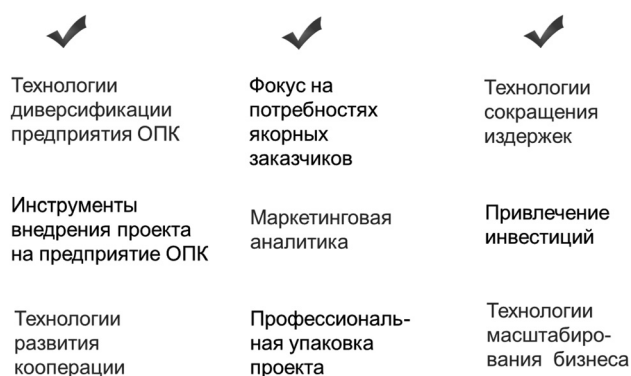 Технологии
диверсификации
предприятия ОПК
Инструменты
внедрения проекта
на предприятие ОПК
Технологии
развития
кооперации
Фокус на
потребностях
якорных
заказчиков
Маркетинговая
аналитика
Профессиональ-
ная упаковка
проекта
Технологии
сокращения
издержек
Привлечение
инвестиций
Технологии
масштабиро-
вания бизнеса